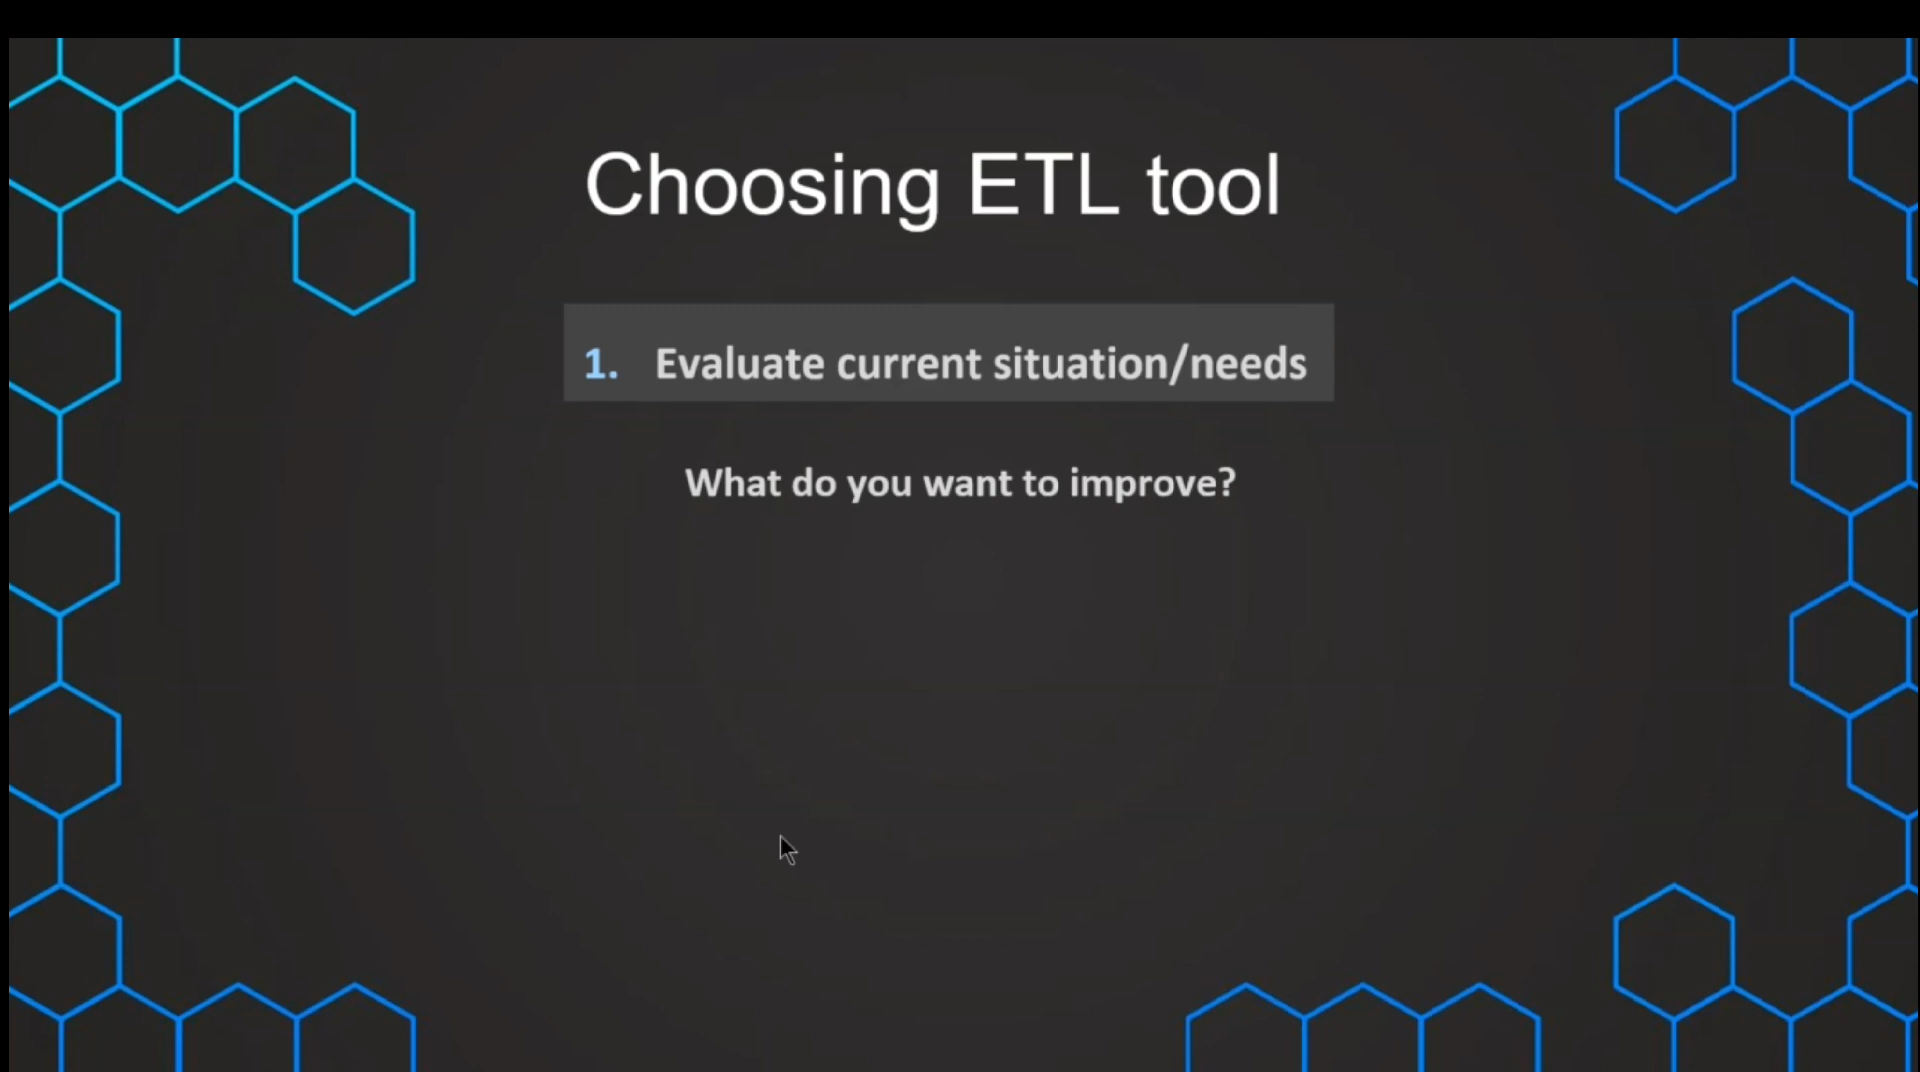 Choosing ETL tool
1. Evaluate current situation/needs
What do you want to improve?